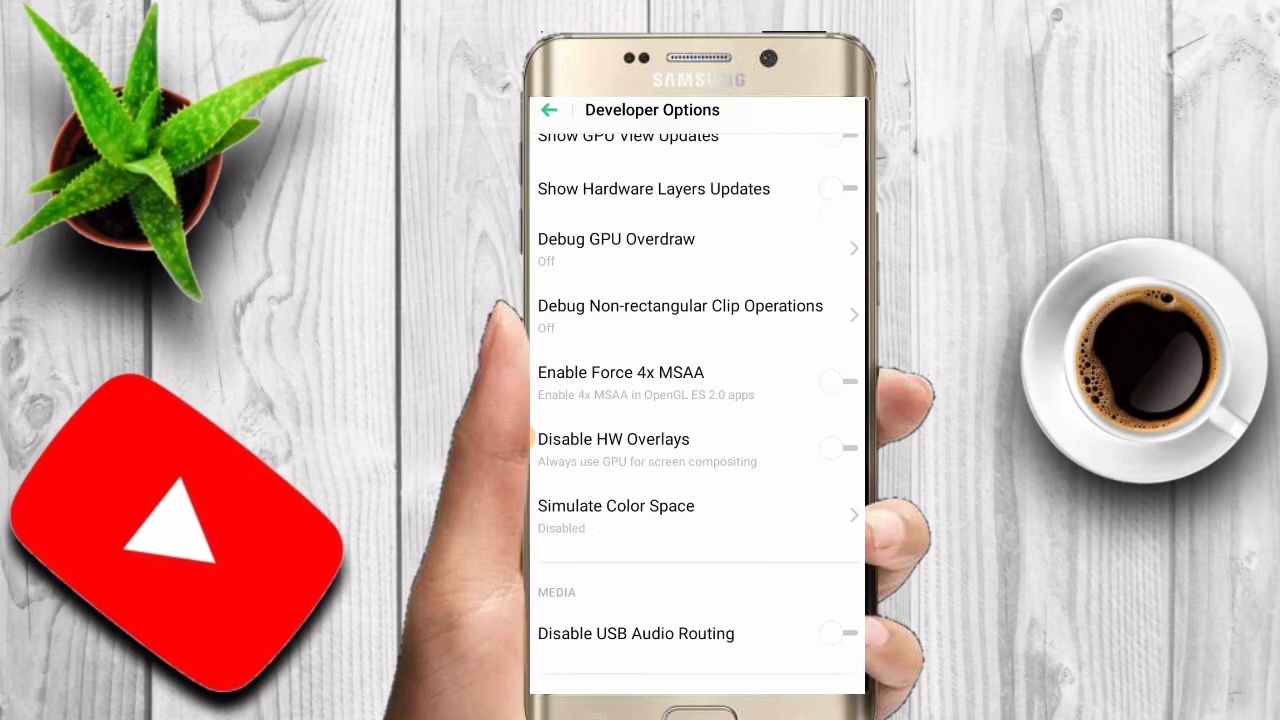 SAMSUNG
Developer Options
Show GPU View Updates
Show Hardware Layers Updates
Debug GPU Overdraw
Off
Debug Non-rectangular Clip Operations
Off
Enable Force 4x MSAA
Enable 4x MSAA in OpenGL ES 2.0 apps
Disable HW Overlays
Always use GPU for screen compositing
Simulate Color Space
Disabled
MEDIA
Disable USB Audio Routing